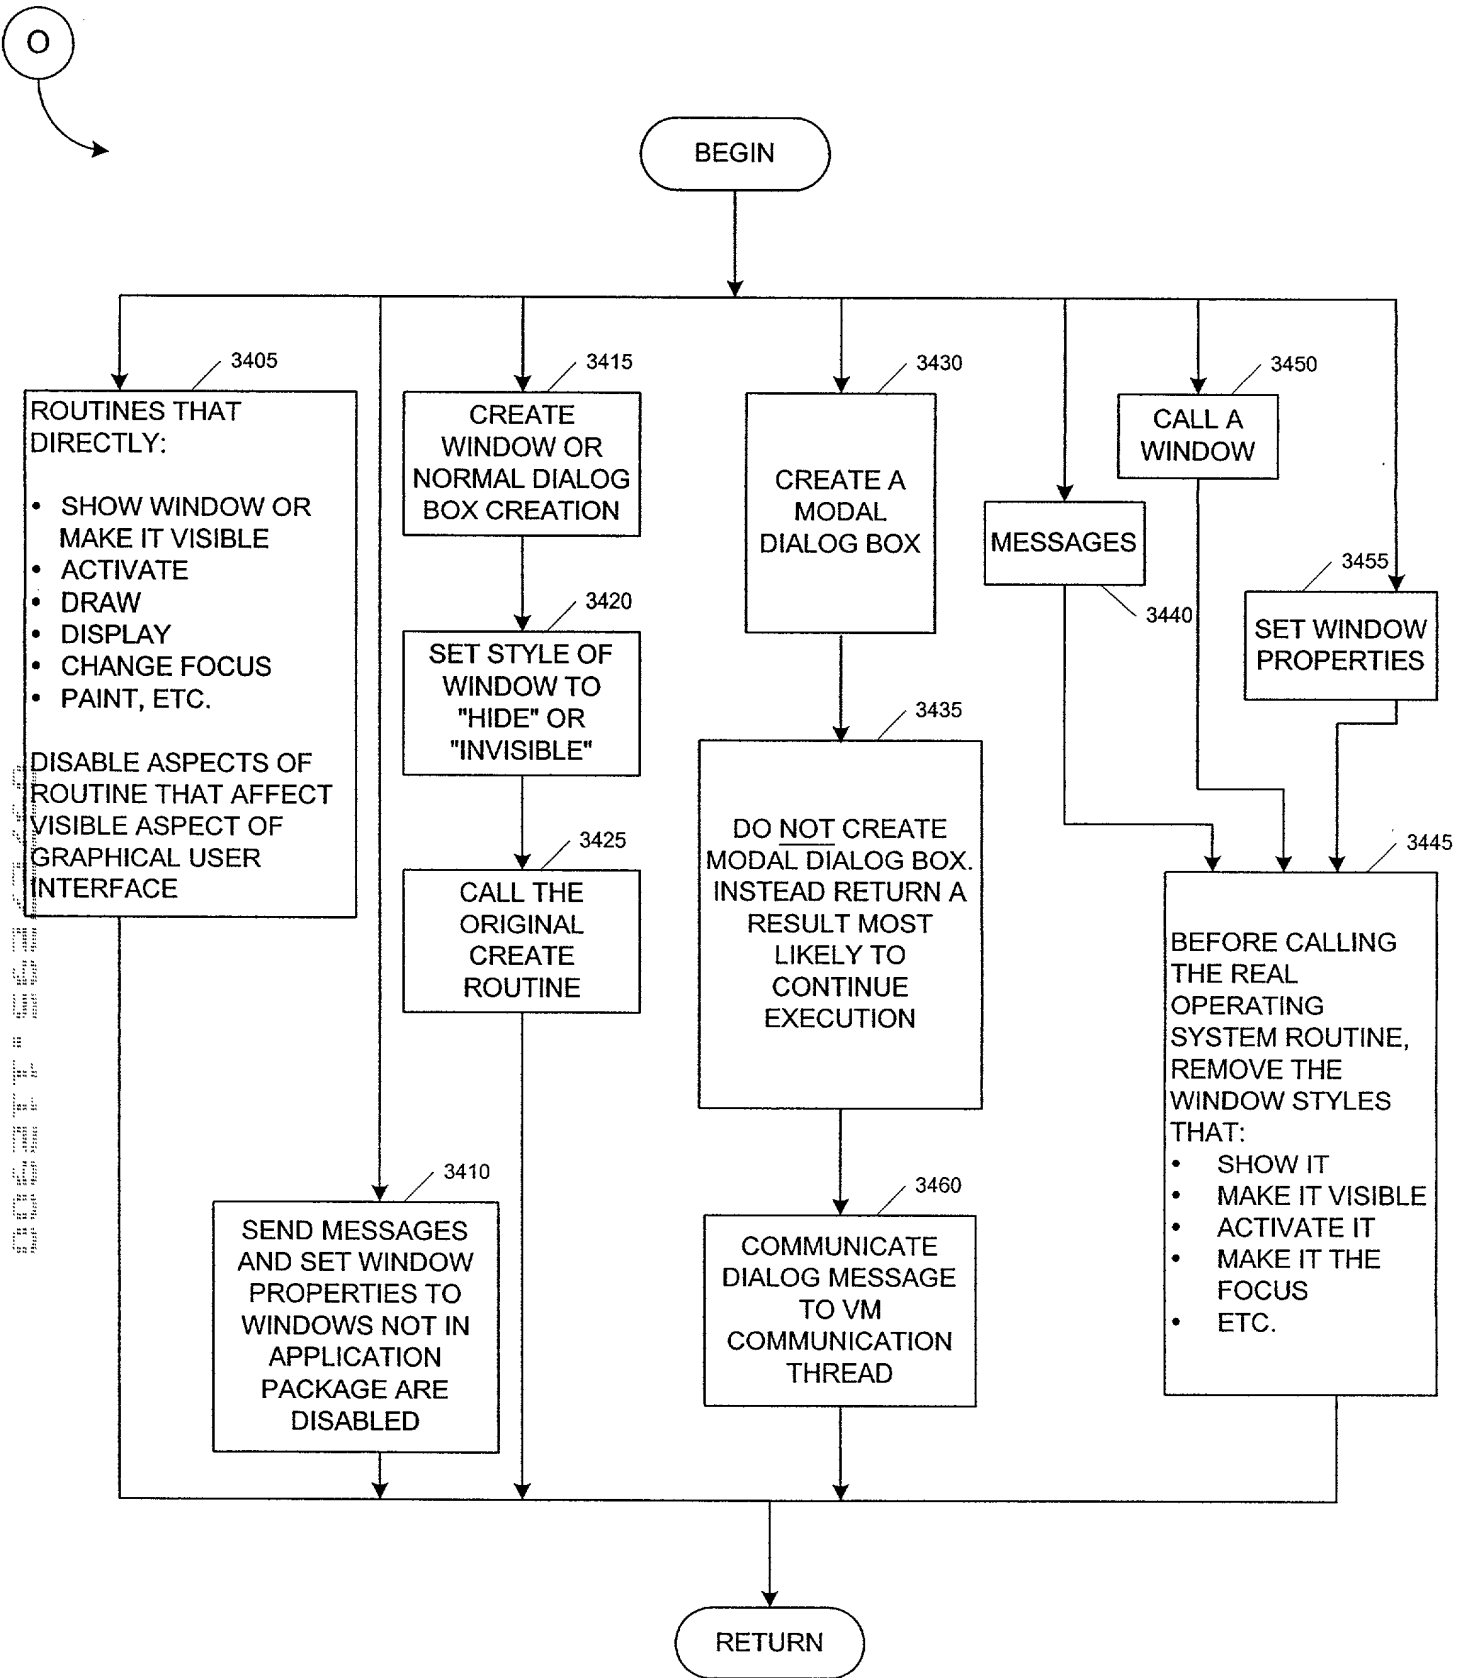 O
BEGIN
3405
ROUTINES THAT
DIRECTLY:
• SHOW WINDOW OR
MAKE IT VISIBLE
• ACTIVATE
• DRAW
• DISPLAY
• CHANGE FOCUS
• PAINT, ETC.
DISABLE ASPECTS OF
ROUTINE THAT AFFECT
VISIBLE ASPECT OF
GRAPHICAL USER
INTERFACE
3410
SEND MESSAGES
AND SET WINDOW
PROPERTIES TO
WINDOWS NOT IN
APPLICATION
PACKAGE ARE
DISABLED
3415
CREATE
WINDOW OR
NORMAL DIALOG
BOX CREATION
3420
SET STYLE OF
WINDOW TO
"HIDE" OR
"INVISIBLE"
3425
CALL THE
ORIGINAL
CREATE
ROUTINE
3430
CREATE A
MODAL
DIALOG BOX
3435
DO NOT CREATE
MODAL DIALOG BOX.
INSTEAD RETURN A
RESULT MOST
LIKELY TO
CONTINUE
EXECUTION
3460
COMMUNICATE
DIALOG MESSAGE
TO VM
COMMUNICATION
THREAD
MESSAGES
3440
3450
CALL A
WINDOW
3455
SET WINDOW
PROPERTIES
3445
BEFORE CALLING
THE REAL
OPERATING
SYSTEM ROUTINE,
REMOVE THE
WINDOW STYLES
THAT:
• SHOW IT
• MAKE IT VISIBLE
• ACTIVATE IT
• MAKE IT THE
FOCUS
• ETC.
RETURN